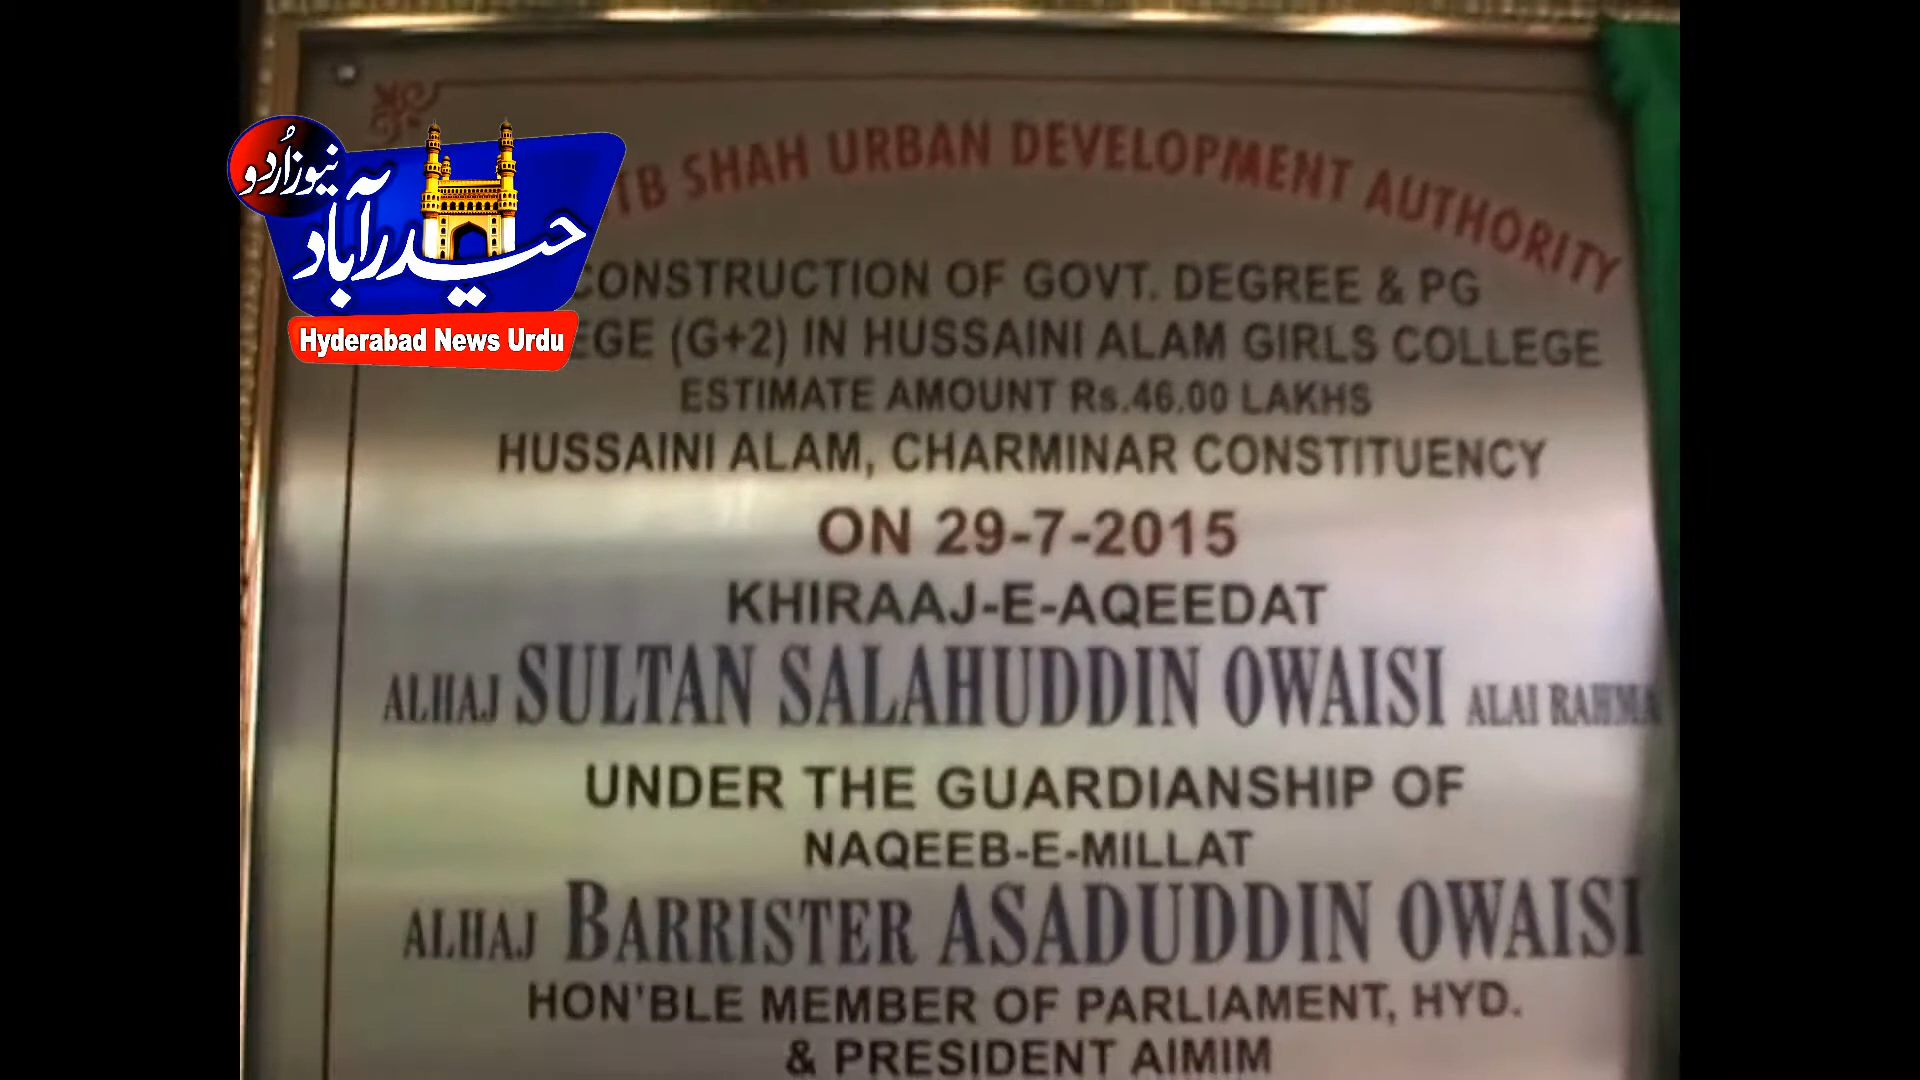 نیوز اُردو
حیدرآباد
Hyderabad News Urdu
TB SHAH URBAN DEVELOPMENT AUTHORITY
CONSTRUCTION OF GOVT. DEGREE & PG
EGE (G+2) IN HUSSAINI ALAM GIRLS COLLEGE
ESTIMATE AMOUNT Rs.46.00 LAKHS
HUSSAINI ALAM, CHARMINAR CONSTITUENCY
ON 29-7-2015
KHIRAAJ-E-AQEEDAT
ALHAJ SULTAN SALAHUDDIN OWAISI ALAI RAHMA
UNDER THE GUARDIANSHIP OF
NAQEEB-E-MILLAT
ALHAJ BARRISTER ASADUDDIN OWAISI
HON'BLE MEMBER OF PARLIAMENT, HYD.
& PRESIDENT AIMIM